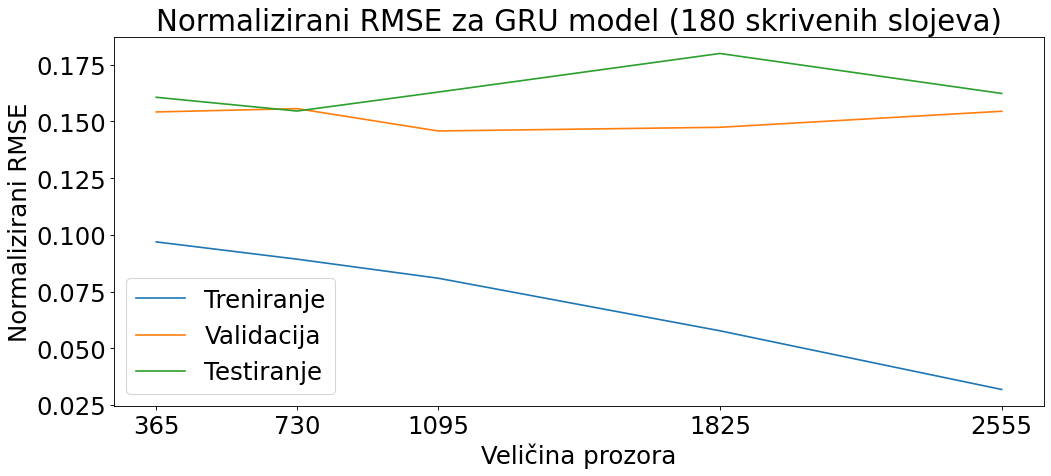 Normalizirani RMSE za GRU model (180 skrivenih slojeva)
Normalizirani RMSE
0.175
0.150
0.125
0.100
0.075
0.050
0.025
Treniranje
Validacija
Testiranje
365 730 1095 1825 2555
Veličina prozora